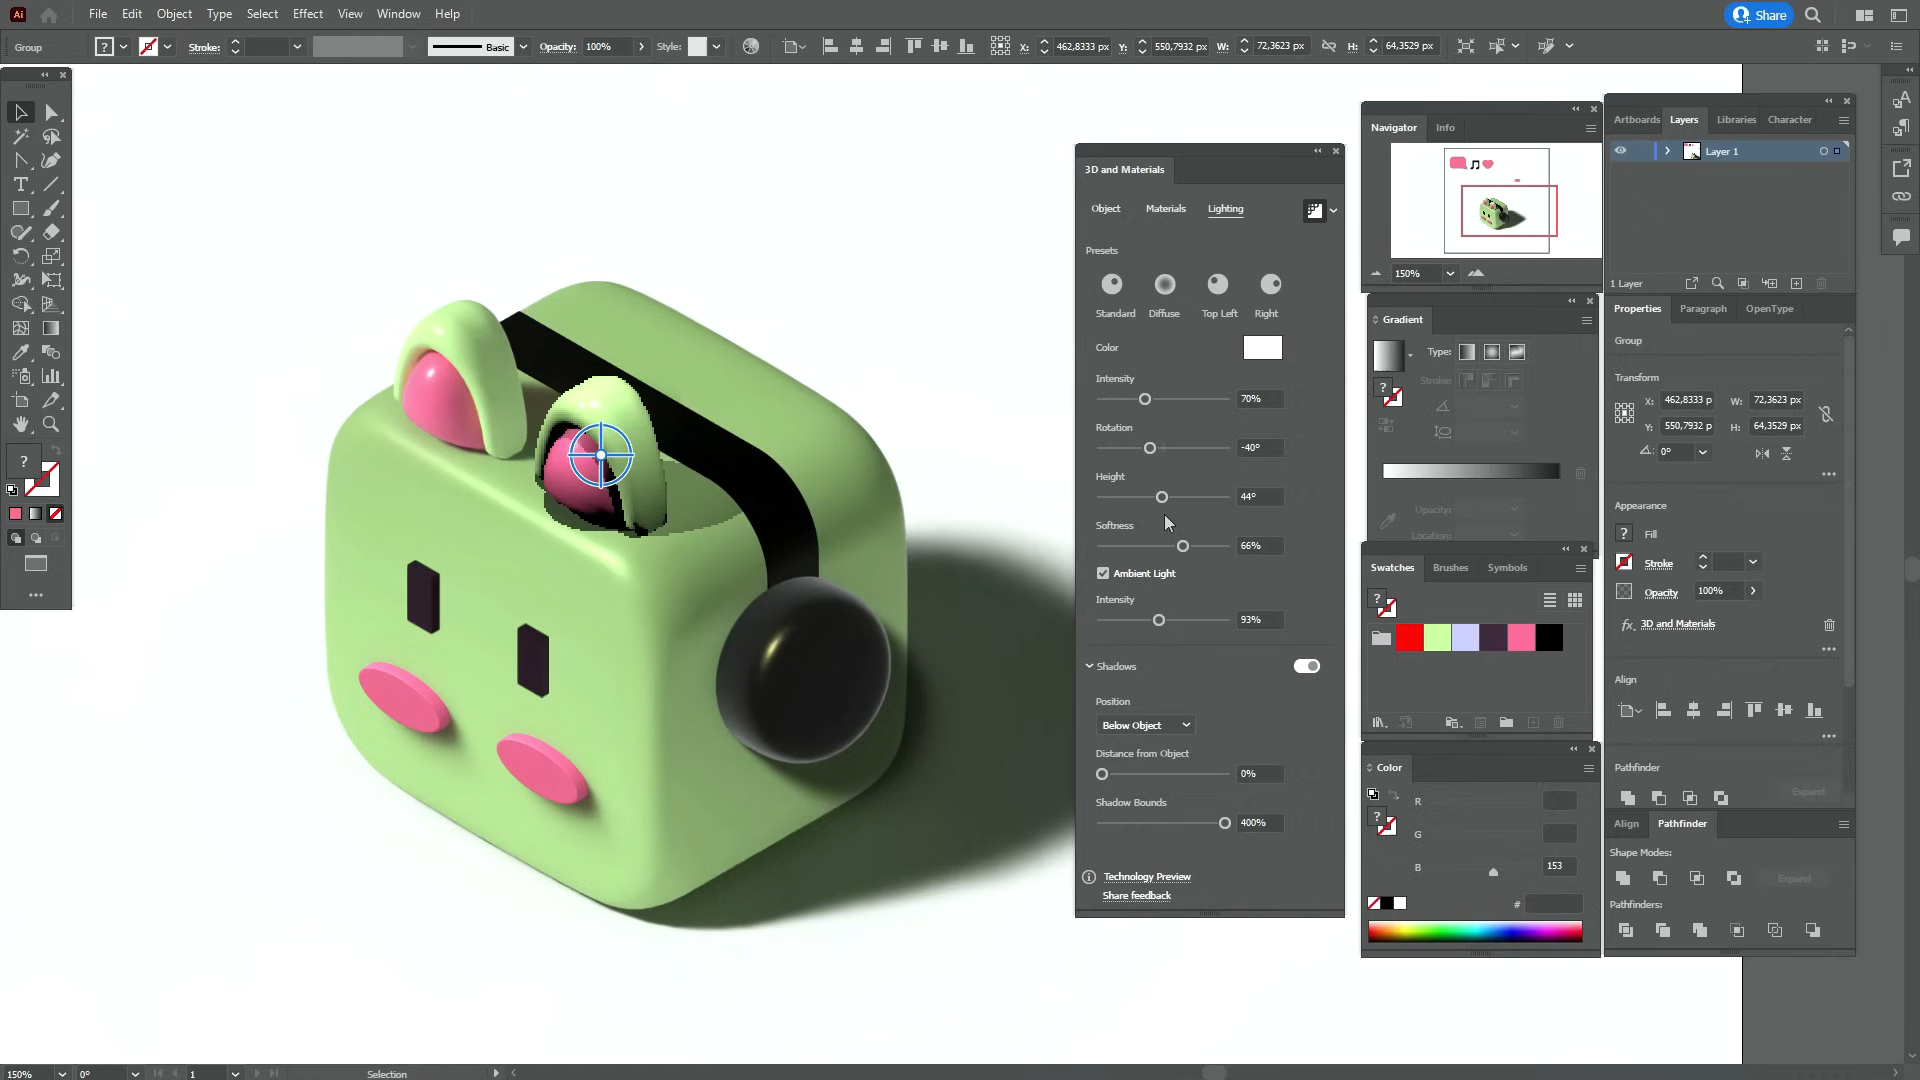 Ai File Edit Object Type Select Effect View Window Help Share
Group ? Stroke: Basic Opacity: 100% Style: X: 462,8333 px Y: 550,7932 px W: 72,3623 px H: 64,3529 px
3D and Materials
Object Materials Lighting
Presets
Standard Diffuse Top Left Right
Color
Intensity
70%
Rotation
-40°
Height
44°
Softness
66%
Ambient Light
Intensity
93%
Shadows
Position
Below Object
Distance from Object
0%
Shadow Bounds
400%
Technology Preview
Share feedback
Navigator Info
150%
Gradient
Type:
Stroke:
?
Opacity:
Location:
Swatches Brushes Symbols
?
Color
R
?
G
B 153
#
Artboards Layers Libraries Character
Layer 1
1 Layer
Properties Paragraph OpenType
Group
Transform
X: 462,8333 p W: 72,3623 px
Y: 550,7932 p H: 64,3529 px
0°
Appearance
? Fill
Stroke
Opacity 100%
fx. 3D and Materials
Align
Pathfinder
Expand
Align Pathfinder
Shape Modes:
Expand
Pathfinders:
?
150% 0° 1 Selection